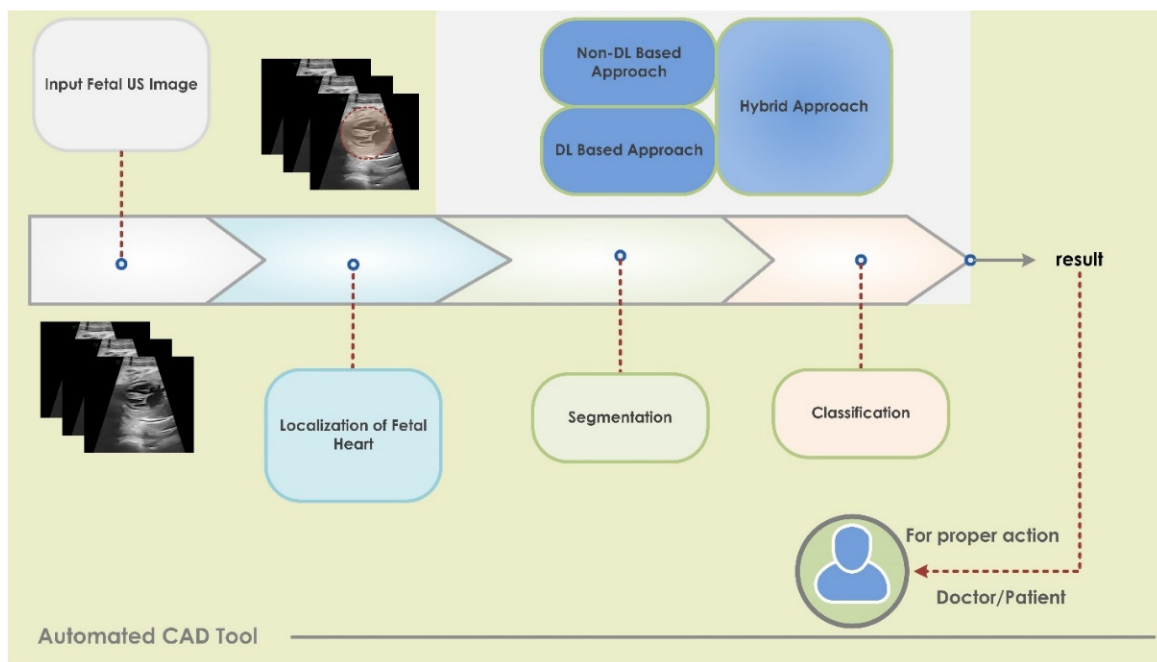 Input Fetal US
Image
Non-DL Based
Approach
DL Based Approach
Hybrid Approach
result
Localization of Fetal
Heart
Segmentation
Classification
For proper action
Doctor/Patient
Automated CAD Tool